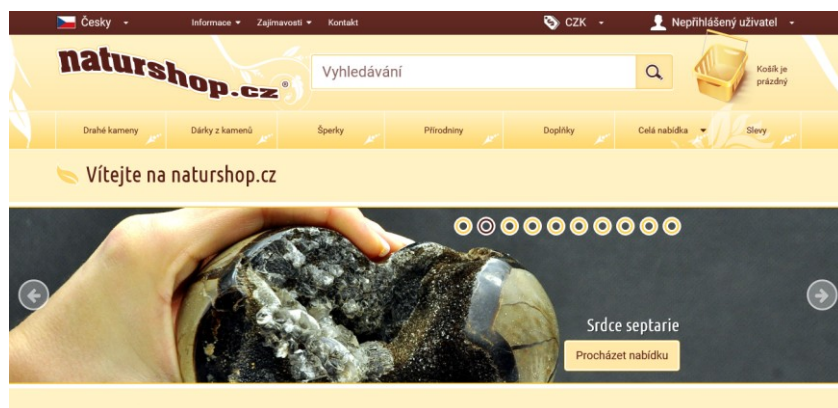 Česky
Informace
Zajímavosti
Kontakt
CZK
Nepřihlášený uživatel
naturshop.cz®
Vyhledávání
Košík je
prázdný
Drahé kameny
Dárky z kamenů
Šperky
Přírodniny
Doplňky
Celá nabídka
Slevy
Vítejte na naturshop.cz
Srdce septarie
Procházet nabídku